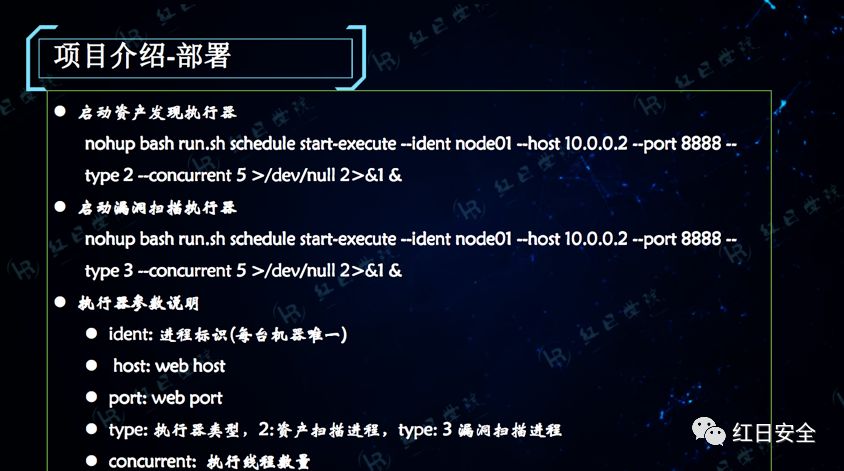 项目介绍-部署
启动资产发现执行器
nohup bash run.sh schedule start-execute --ident node01 --host 10.0.0.2 --port 8888 --
type 2 --concurrent 5 >/dev/null 2>&1 &
启动漏洞扫描执行器
nohup bash run.sh schedule start-execute --ident node01 --host 10.0.0.2 --port 8888 --
type 3 --concurrent 5 >/dev/null 2>&1 &
执行器参数说明
ident: 进程标识(每台机器唯一)
host: web host
port: web port
type: 执行器类型，2:资产扫描进程，type: 3 漏洞扫描进程
concurrent: 执行线程数量
红日安全
红日学院